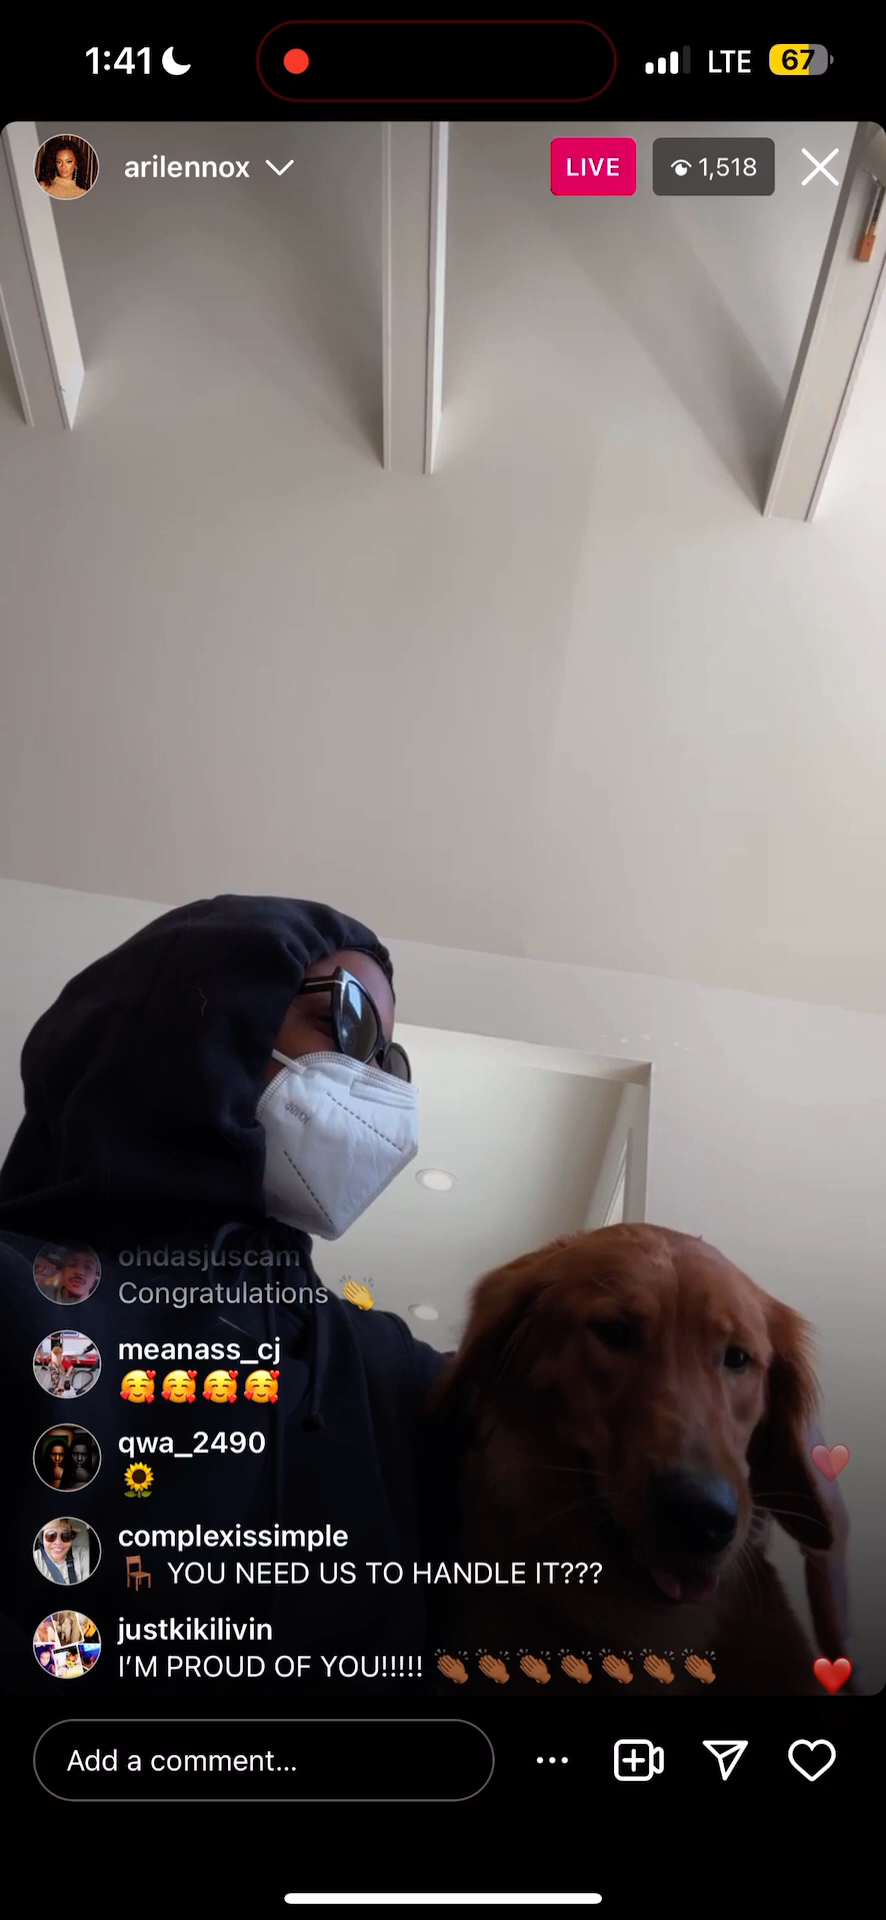 1:41
LTE
67
arilennox
LIVE
1,518
ohdasjuscam
Congratulations 👏
meanass_cj
🥰🥰🥰🥰
qwa_2490
🌻
complexissimple
🪑 YOU NEED US TO HANDLE IT???
justkikilivin
I’M PROUD OF YOU!!!!! 👏🏾👏🏾👏🏾👏🏾👏🏾👏🏾👏🏾
Add a comment...